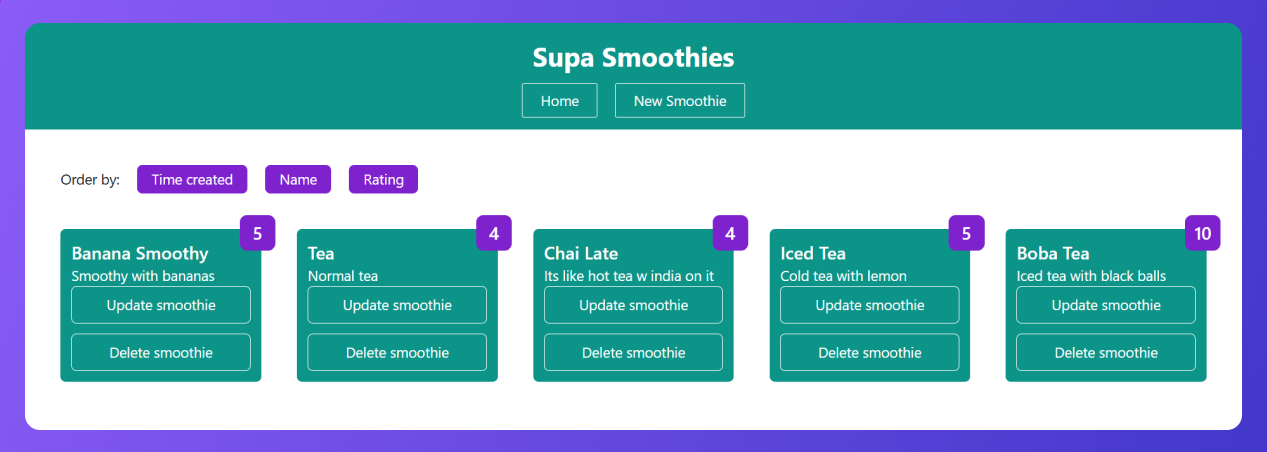 Supa Smoothies
Home
New Smoothie
Order by:
Time created
Name
Rating
5
Banana Smoothy
Smoothy with bananas
Update smoothie
Delete smoothie
4
Tea
Normal tea
Update smoothie
Delete smoothie
4
Chai Late
Its like hot tea w india on it
Update smoothie
Delete smoothie
5
Iced Tea
Cold tea with lemon
Update smoothie
Delete smoothie
10
Boba Tea
Iced tea with black balls
Update smoothie
Delete smoothie